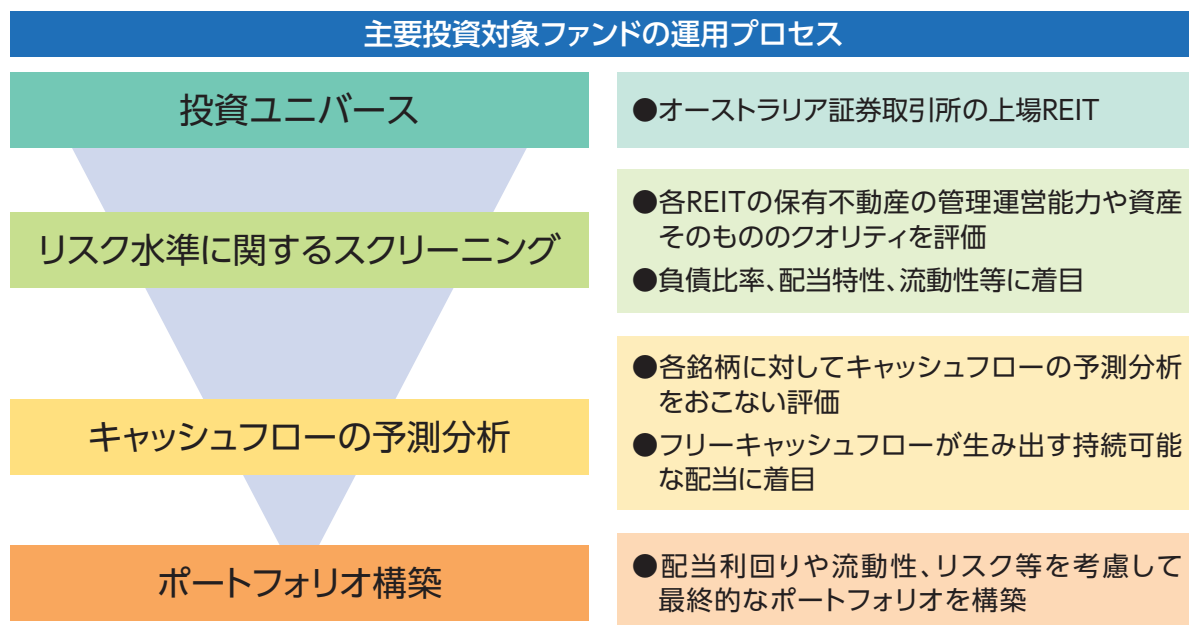 主要投資対象ファンドの運用プロセス
投資ユニバース
●オーストラリア証券取引所の上場REIT
リスク水準に関するスクリーニング
●各REITの保有不動産の管理運営能力や資産
そのもののクオリティを評価
●負債比率、配当特性、流動性等に着目
キャッシュフローの予測分析
●各銘柄に対してキャッシュフローの予測分析
をおこない評価
●フリーキャッシュフローが生み出す持続可能
な配当に着目
ポートフォリオ構築
●配当利回りや流動性、リスク等を考慮して
最終的なポートフォリオを構築